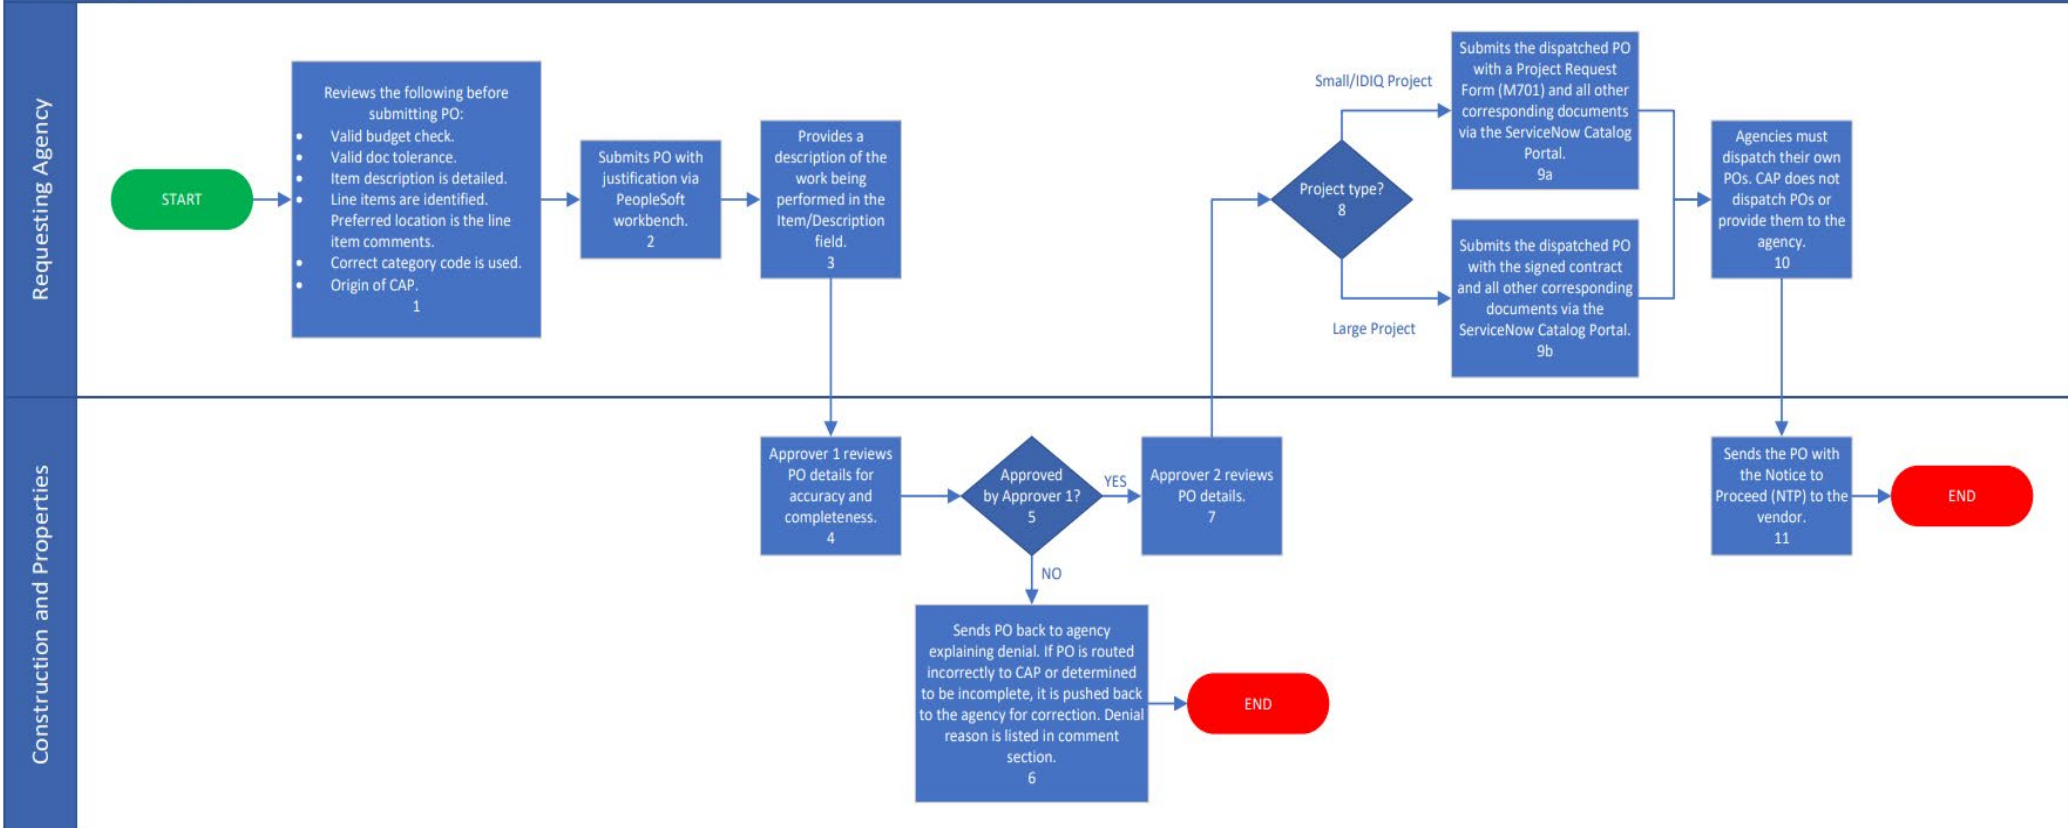 Requesting Agency
START
Reviews the following before
submitting PO:
• Valid budget check.
• Valid doc tolerance.
• Item description is detailed.
• Line items are identified.
Preferred location is the line
item comments.
• Correct category code is used.
• Origin of CAP.
1
Submits PO with
justification via
PeopleSoft
workbench.
2
Provides a
description of the
work being
performed in the
Item/Description
field.
3
Project type?
8
Small/IDIQ Project
Large Project
Submits the dispatched PO
with a Project Request
Form (M701) and all other
corresponding documents
via the ServiceNow Catalog
Portal.
9a
Submits the dispatched PO
with the signed contract
and all other corresponding
documents via the
ServiceNow Catalog Portal.
9b
Agencies must
dispatch their own
POs. CAP does not
dispatch POs or
provide them to the
agency.
10
Construction and Properties
Approver 1 reviews
PO details for
accuracy and
completeness.
4
Approved
by Approver 1?
5
YES
NO
Approver 2 reviews
PO details.
7
Sends PO back to agency
explaining denial. If PO is routed
incorrectly to CAP or determined
to be incomplete, it is pushed back
to the agency for correction. Denial
reason is listed in comment
section.
6
END
Sends the PO with
the Notice to
Proceed (NTP) to the
vendor.
11
END